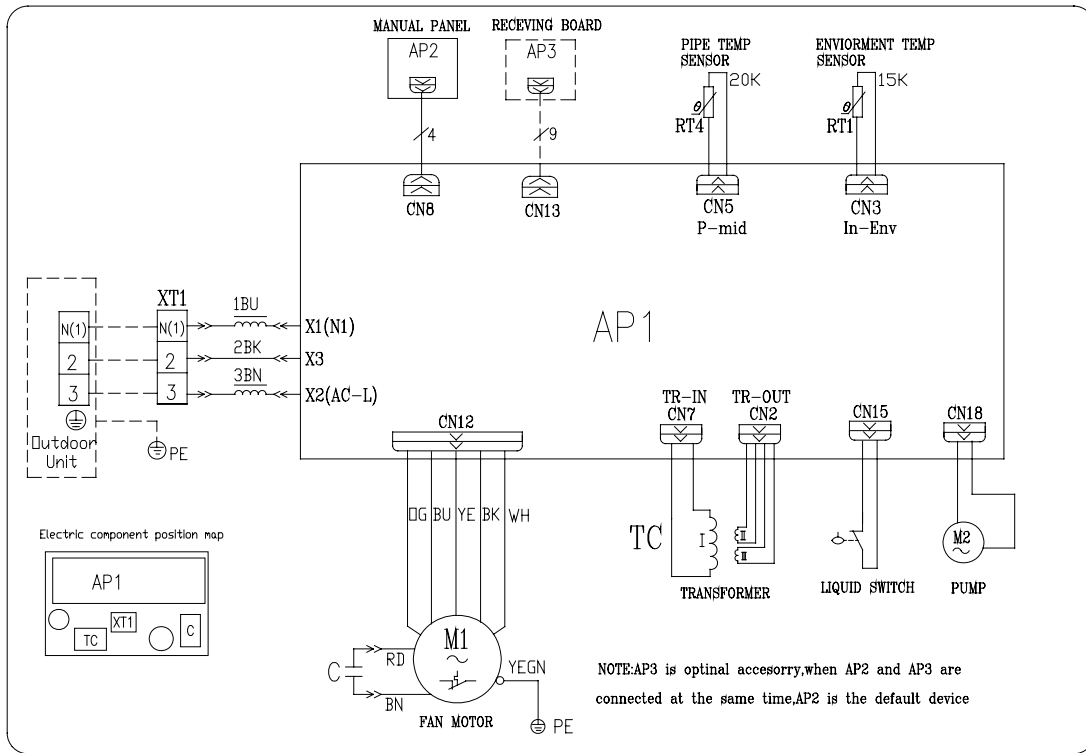 MANUAL PANEL
RECEVING BOARD
AP2
AP3
PIPE TEMP
SENSOR
ENVIORMENT TEMP
SENSOR
20K
15K
θ
RT4
θ
RT1
4
9
CN8
CN13
CN5
P-mid
CN3
In-Env
XT1
N(1)
2
3
Outdoor
Unit
PE
N(1)
2
3
1BU
2BK
3BN
X1(N1)
X3
X2(AC-L)
AP1
CN12
TR-IN
CN7
TR-OUT
CN2
CN15
CN18
OG BU YE BK WH
TC
I
II
II
TRANSFORMER
LIQUID SWITCH
M2
~
PUMP
Electric component position map
AP1
XT1
TC
C
C
RD
BN
M1
~
YEGN
PE
FAN MOTOR
NOTE:AP3 is optinal accesorry,when AP2 and AP3 are
connected at the same time,AP2 is the default device